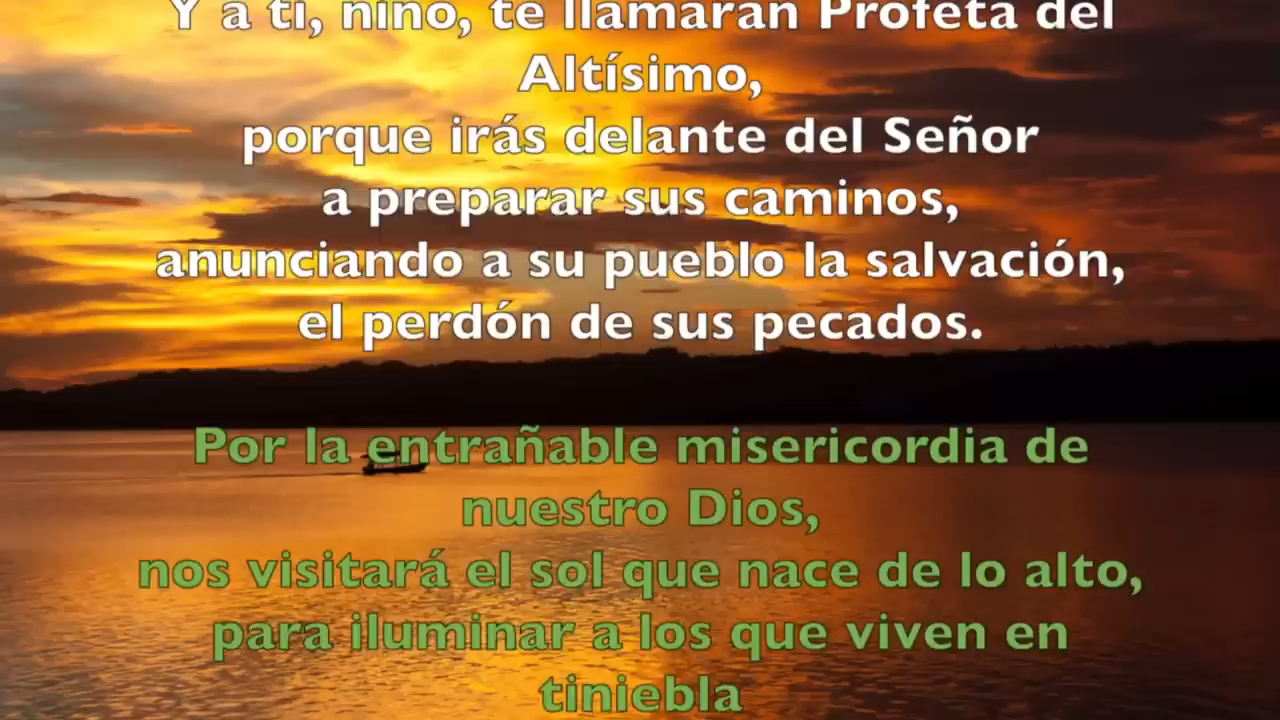 Y a ti, niño, te llamarán Profeta del
Altísimo,
porque irás delante del Señor
a preparar sus caminos,
anunciando a su pueblo la salvación,
el perdón de sus pecados.
Por la entrañable misericordia de
nuestro Dios,
nos visitará el sol que nace de lo alto,
para iluminar a los que viven en
tiniebla